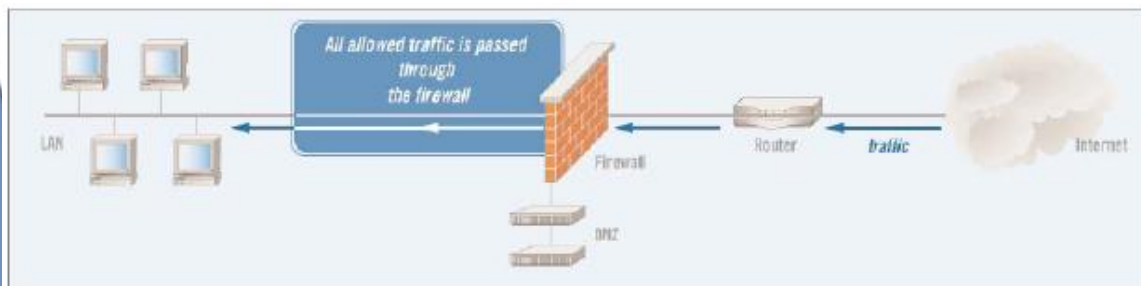 All allowed traffic is passed
through
the firewall
LAN
Firewall
Router
traffic
Internet
DMZ